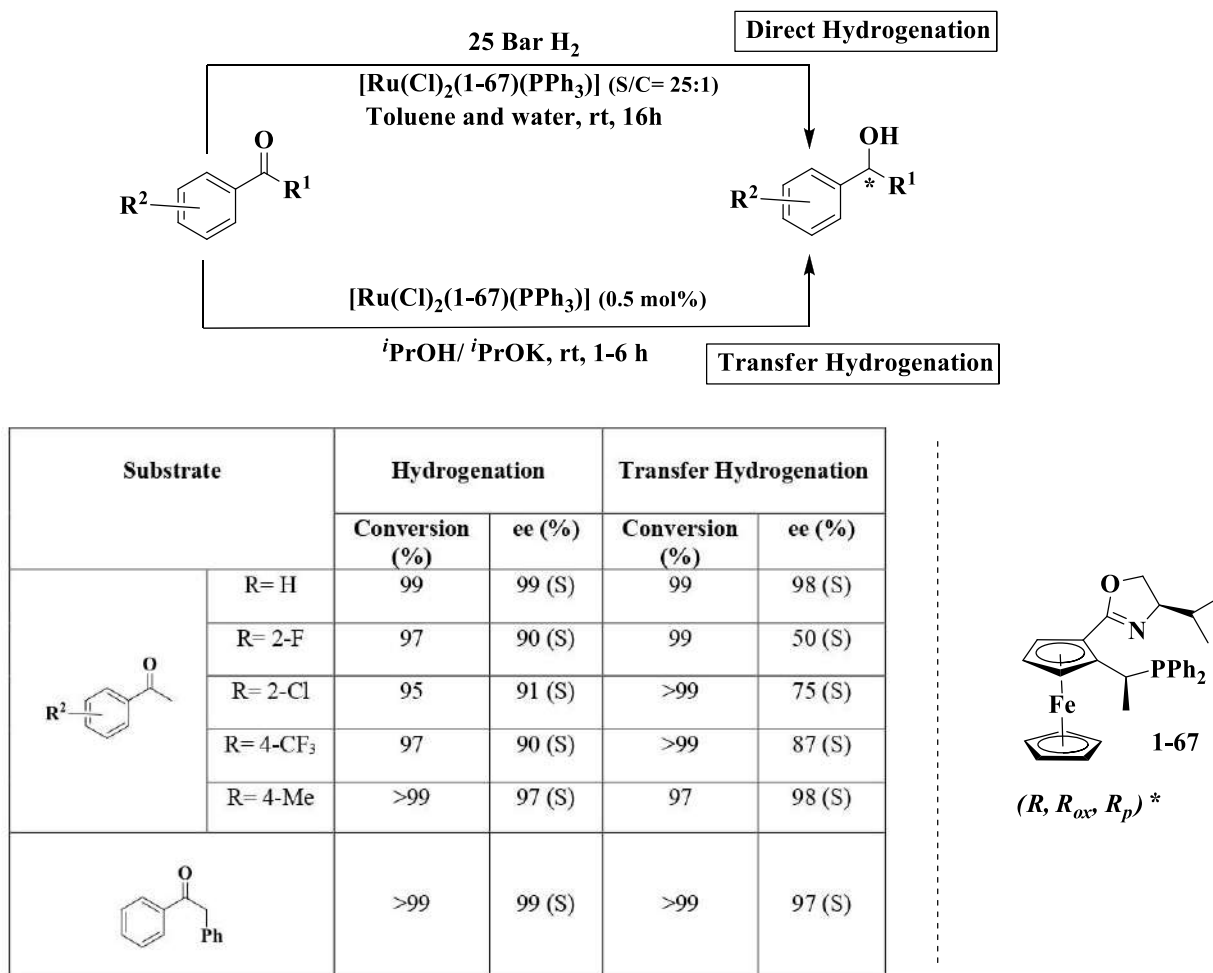 25 Bar H2
Direct Hydrogenation
[Ru(Cl)2(1-67)(PPh3)] (S/C= 25:1)
Toluene and water, rt, 16h
O
R1
R2
OH
*
R1
R2
[Ru(Cl)2(1-67)(PPh3)] (0.5 mol%)
iPrOH/ iPrOK, rt, 1-6 h
Transfer Hydrogenation
Substrate Hydrogenation Transfer Hydrogenation
Conversion (%) ee (%) Conversion (%) ee (%)
R= H 99 99 (S) 99 98 (S)
R= 2-F 97 90 (S) 99 50 (S)
O
R2
R= 2-Cl 95 91 (S) >99 75 (S)
R= 4-CF3 97 90 (S) >99 87 (S)
R= 4-Me >99 97 (S) 97 98 (S)
O
Ph
>99 99 (S) >99 97 (S)
O
N
PPh2
Fe
1-67
(R, Rox, Rp) *